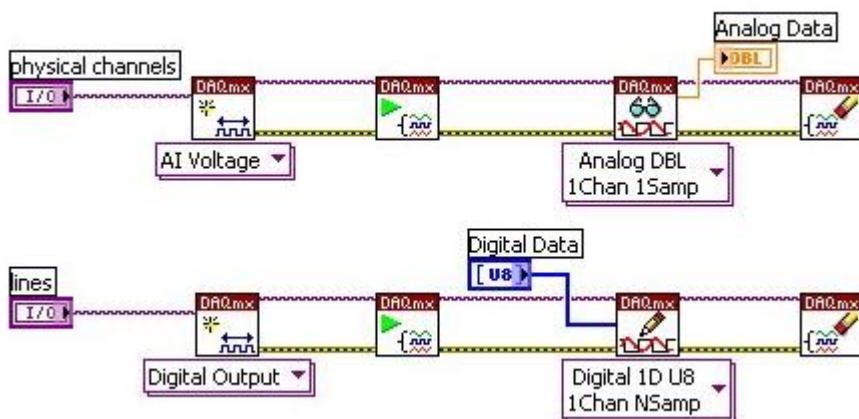 Analog Data
DBL
physical channels
I/O
DAQmx
DAQmx
DAQmx
DAQmx
AI Voltage
Analog DBL
1Chan 1Samp
Digital Data
[U8]
lines
I/O
DAQmx
DAQmx
DAQmx
DAQmx
Digital Output
Digital 1D U8
1Chan NSamp